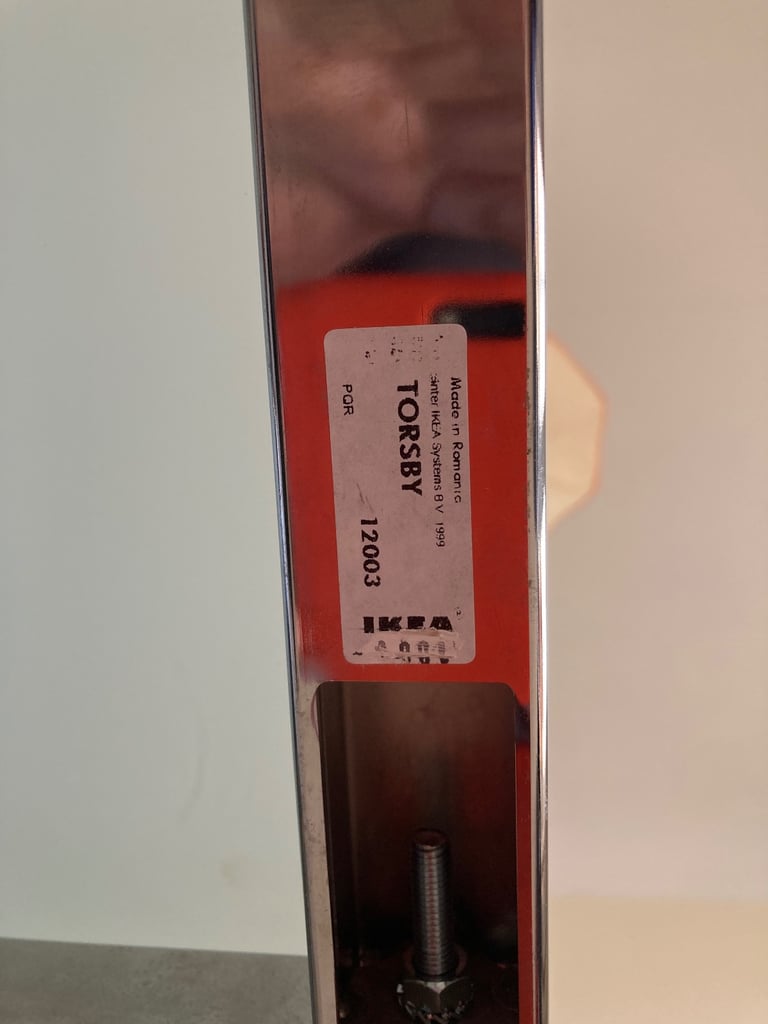 Made in Romania
Inter IKEA Systems B V 1999
TORSBY
12003
PQR
IKEA